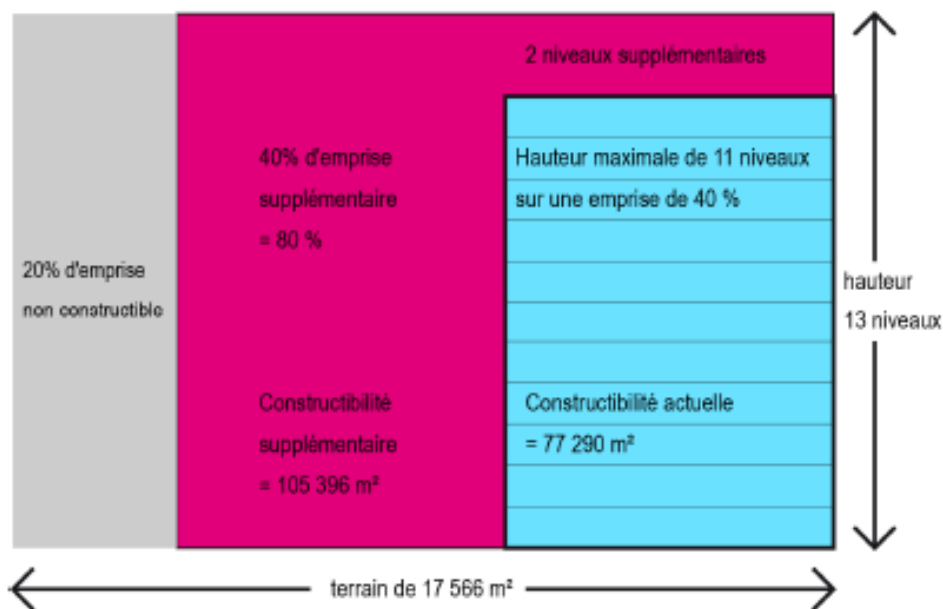 2 niveaux supplémentaires
40% d'emprise
supplémentaire
= 80 %
Hauteur maximale de 11 niveaux
sur une emprise de 40 %
20% d'emprise
non constructible
hauteur
13 niveaux
Constructibilité
supplémentaire
= 105 396 m²
Constructibilité actuelle
= 77 290 m²
terrain de 17 566 m²